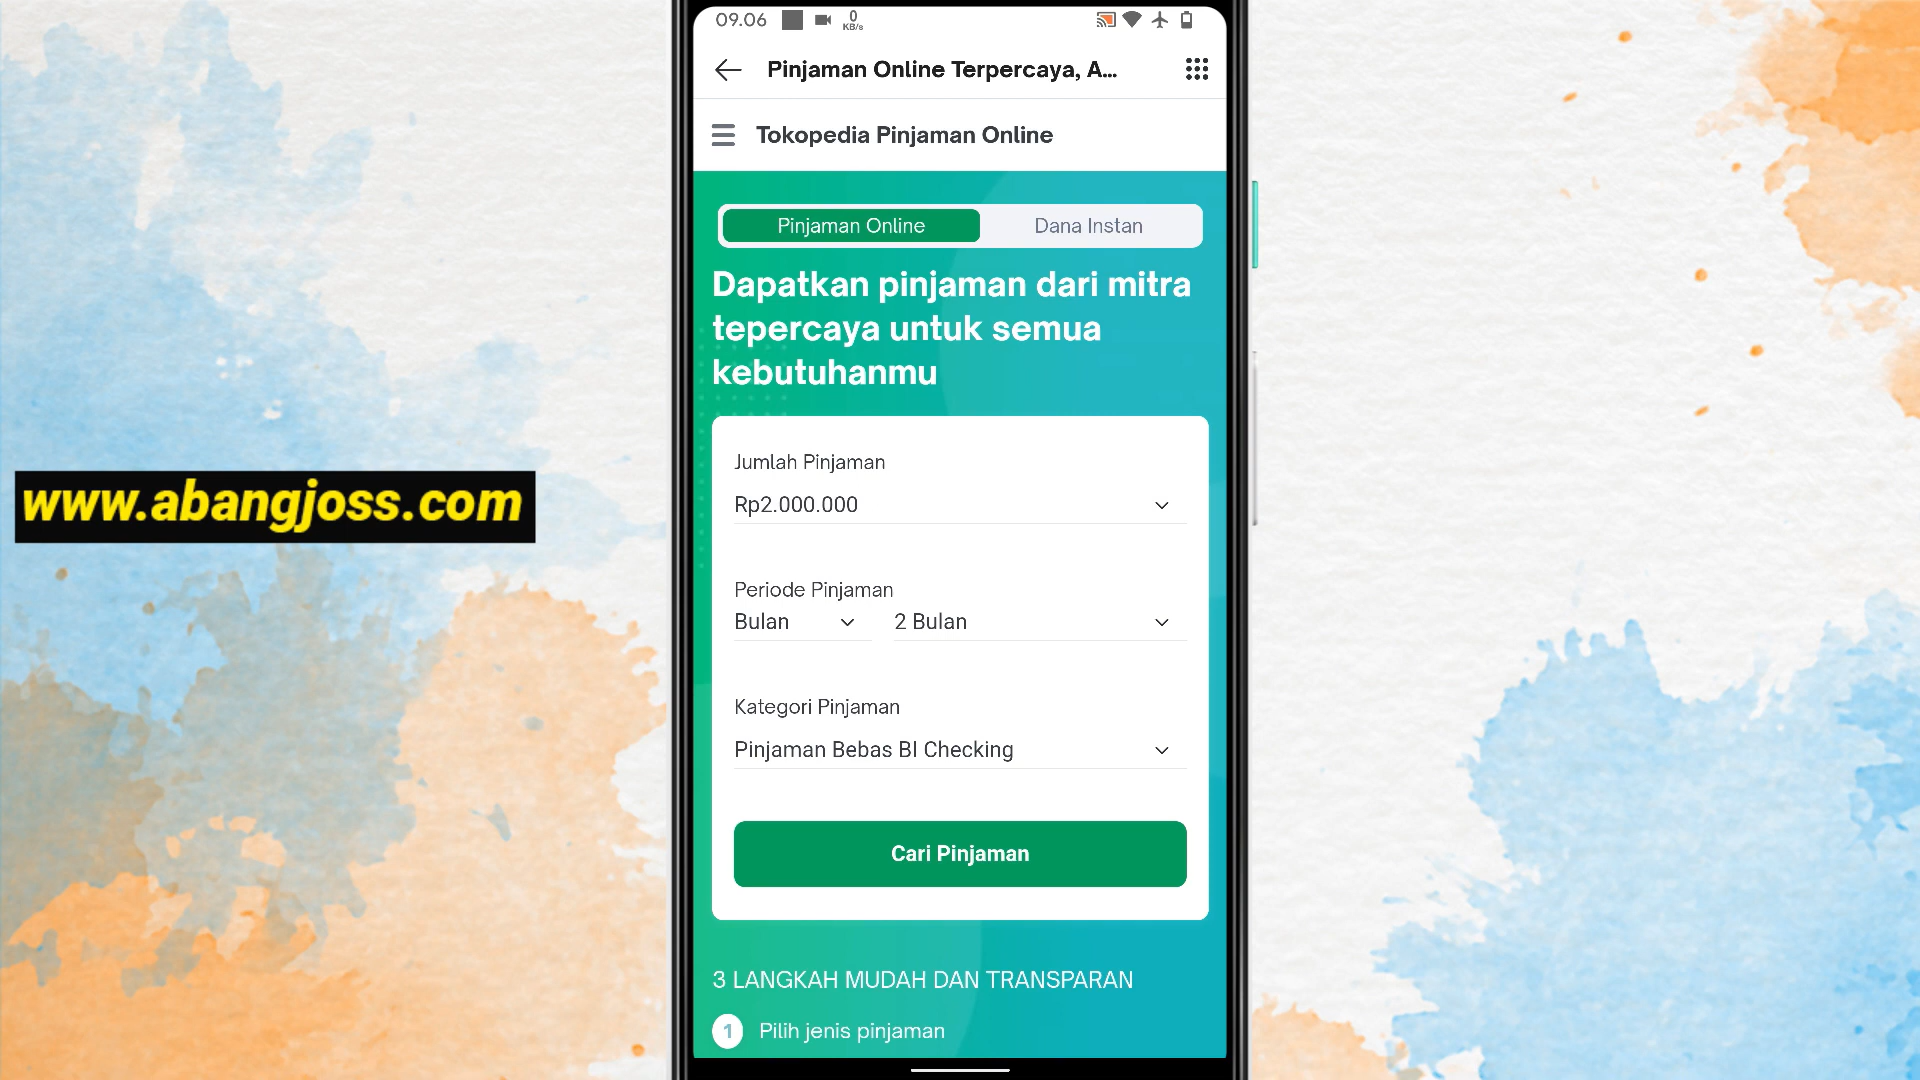 09.06
0
KB/s
Pinjaman Online Terpercaya, A...
Tokopedia Pinjaman Online
Pinjaman Online
Dana Instan
Dapatkan pinjaman dari mitra
tepercaya untuk semua
kebutuhanmu
www.abangjoss.com
Jumlah Pinjaman
Rp2.000.000
Periode Pinjaman
Bulan
2 Bulan
Kategori Pinjaman
Pinjaman Bebas BI Checking
Cari Pinjaman
3 LANGKAH MUDAH DAN TRANSPARAN
1 Pilih jenis pinjaman